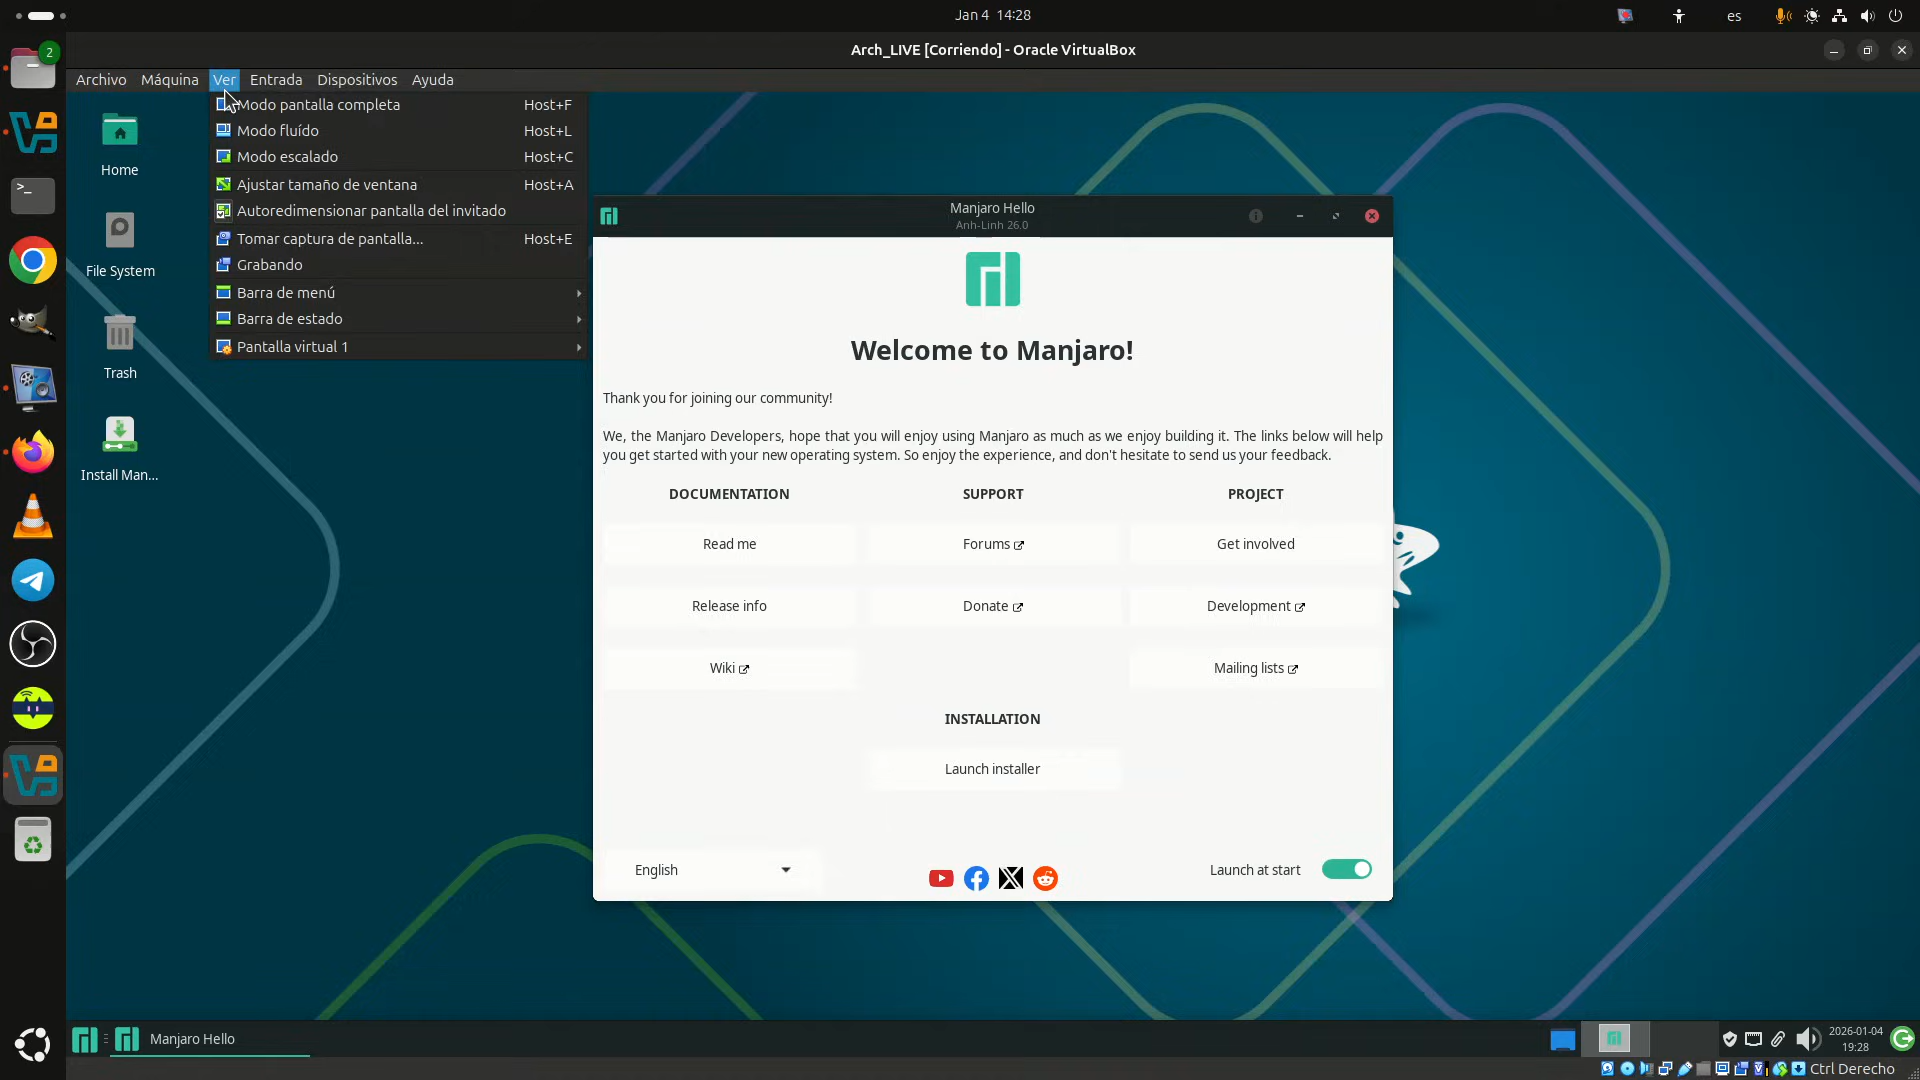 Jan 4 14:28
es
Arch_LIVE [Corriendo] - Oracle VirtualBox
2
Archivo Máquina Ver Entrada Dispositivos Ayuda
Modo pantalla completa Host+F
Modo fluído Host+L
Modo escalado Host+C
Ajustar tamaño de ventana Host+A
Autoredimensionar pantalla del invitado
Tomar captura de pantalla... Host+E
Grabando
Barra de menú
Barra de estado
Pantalla virtual 1
Home
File System
Trash
Install Man...
Manjaro Hello
Anh-Linh 26.0
Welcome to Manjaro!
Thank you for joining our community!
We, the Manjaro Developers, hope that you will enjoy using Manjaro as much as we enjoy building it. The links below will help
you get started with your new operating system. So enjoy the experience, and don't hesitate to send us your feedback.
DOCUMENTATION SUPPORT PROJECT
Read me Forums Get involved
Release info Donate Development
Wiki Mailing lists
INSTALLATION
Launch installer
English Launch at start
Manjaro Hello
2026-01-04
19:28
Ctrl Derecho